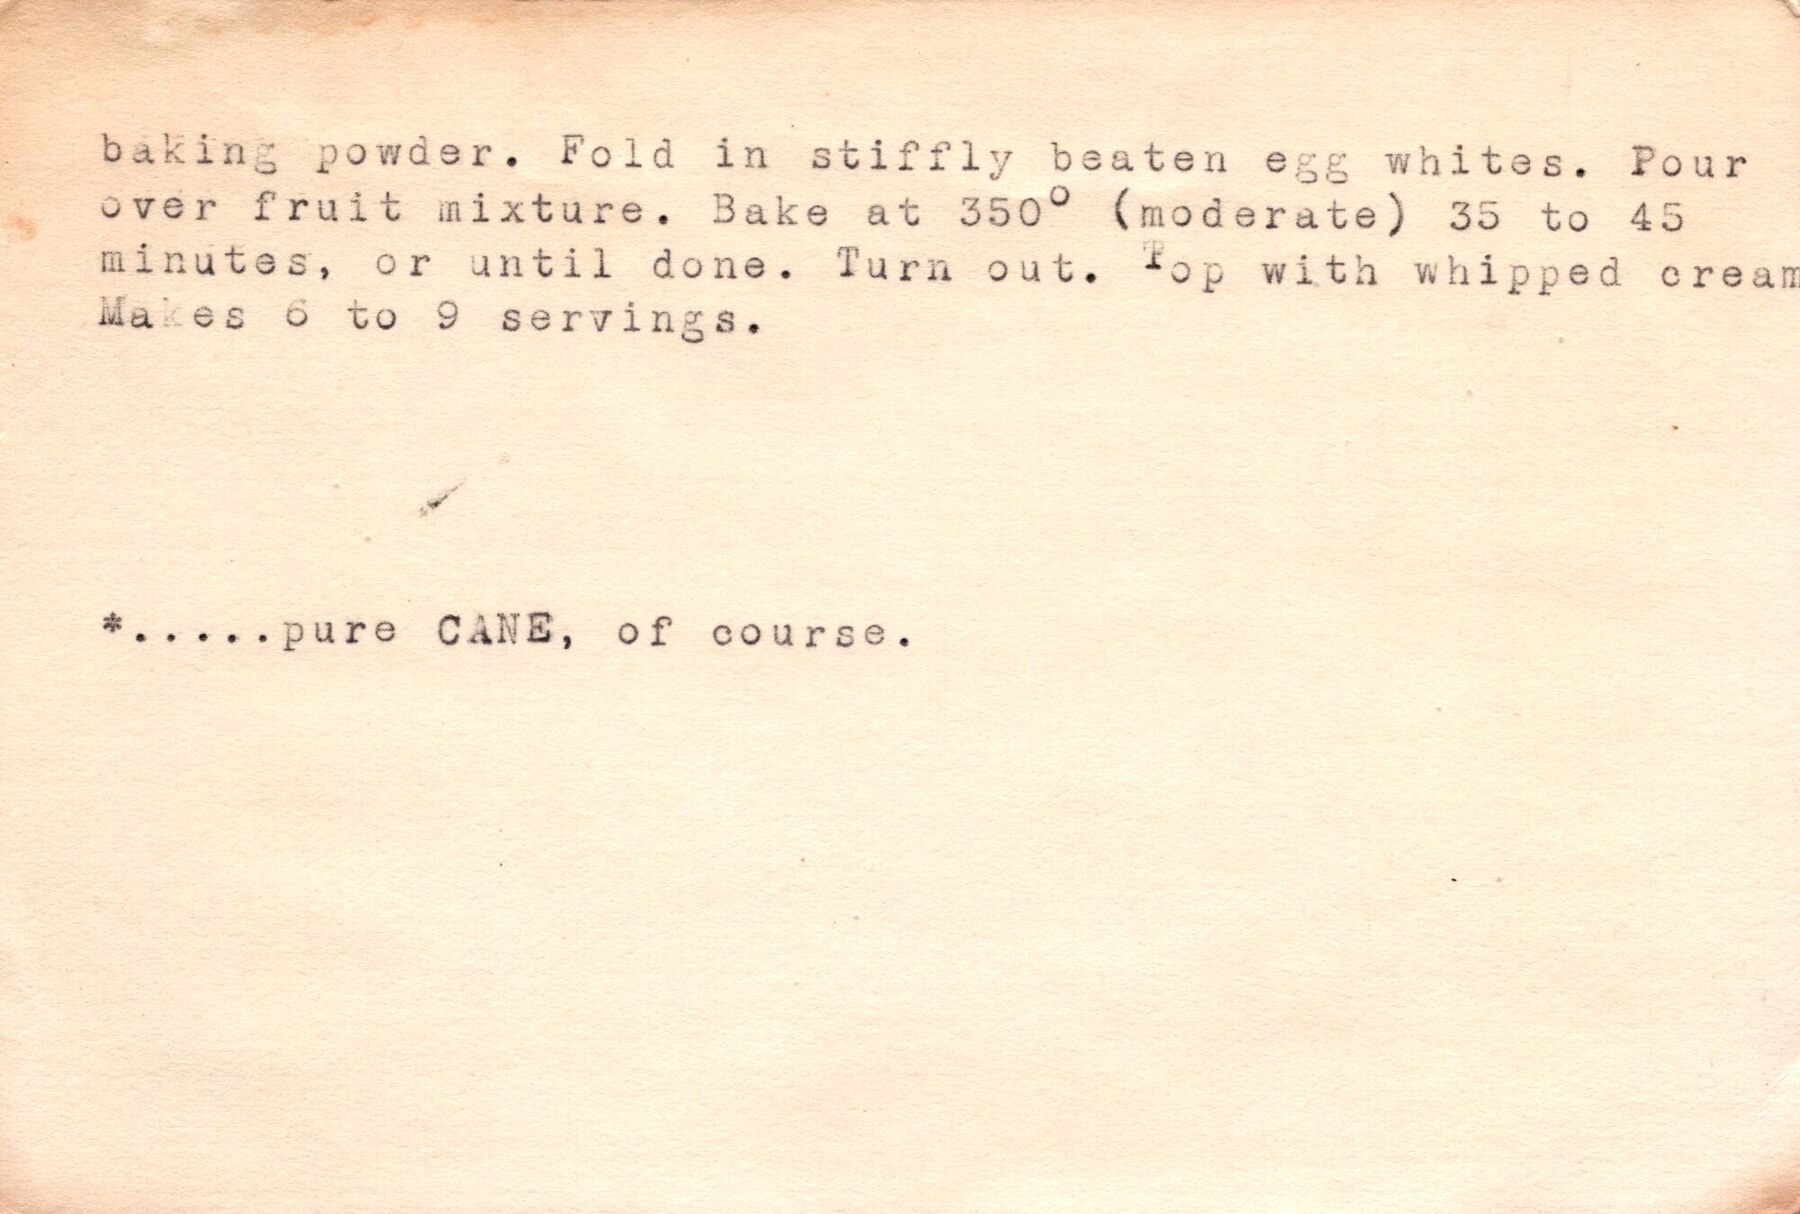 baking powder. Fold in stiffly beaten egg whites. Pour
over fruit mixture. Bake at 350° (moderate) 35 to 45
minutes, or until done. Turn out. Top with whipped cream
Makes 6 to 9 servings.
*.....pure CANE, of course.